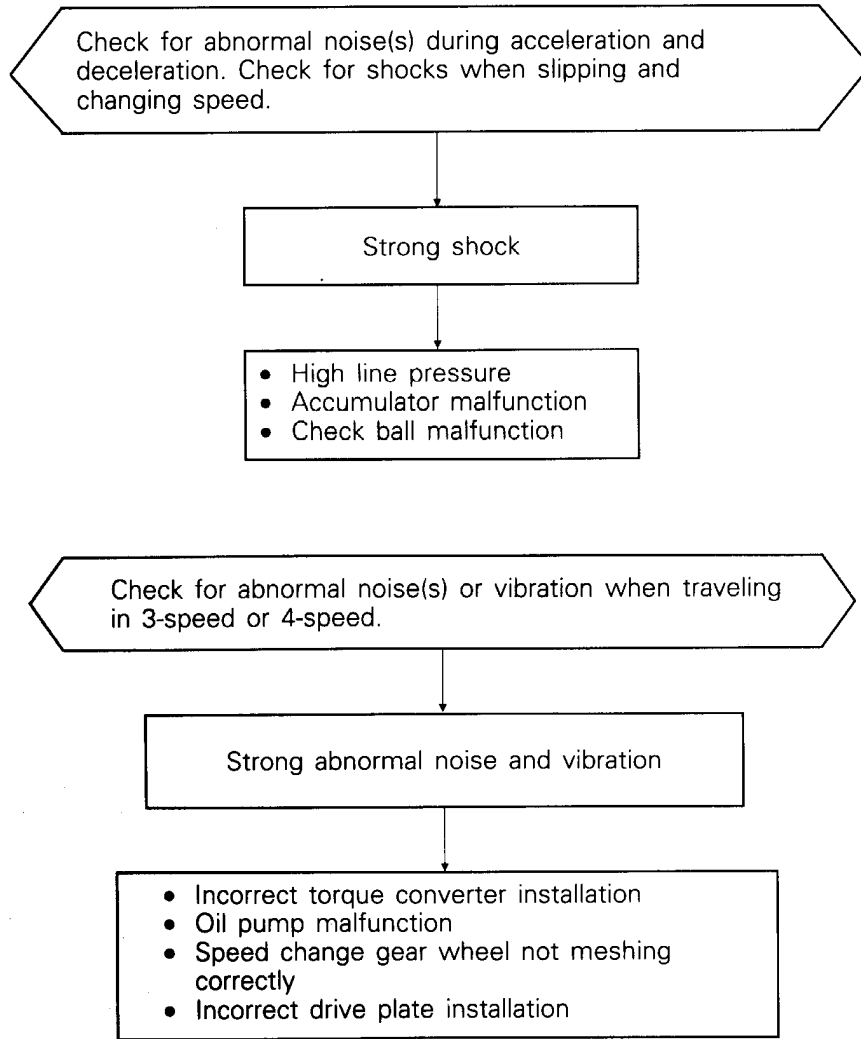 Check for abnormal noise(s) during acceleration and
deceleration. Check for shocks when slipping and
changing speed.
Strong shock
• High line pressure
• Accumulator malfunction
• Check ball malfunction
Check for abnormal noise(s) or vibration when traveling
in 3-speed or 4-speed.
Strong abnormal noise and vibration
• Incorrect torque converter installation
• Oil pump malfunction
• Speed change gear wheel not meshing
correctly
• Incorrect drive plate installation